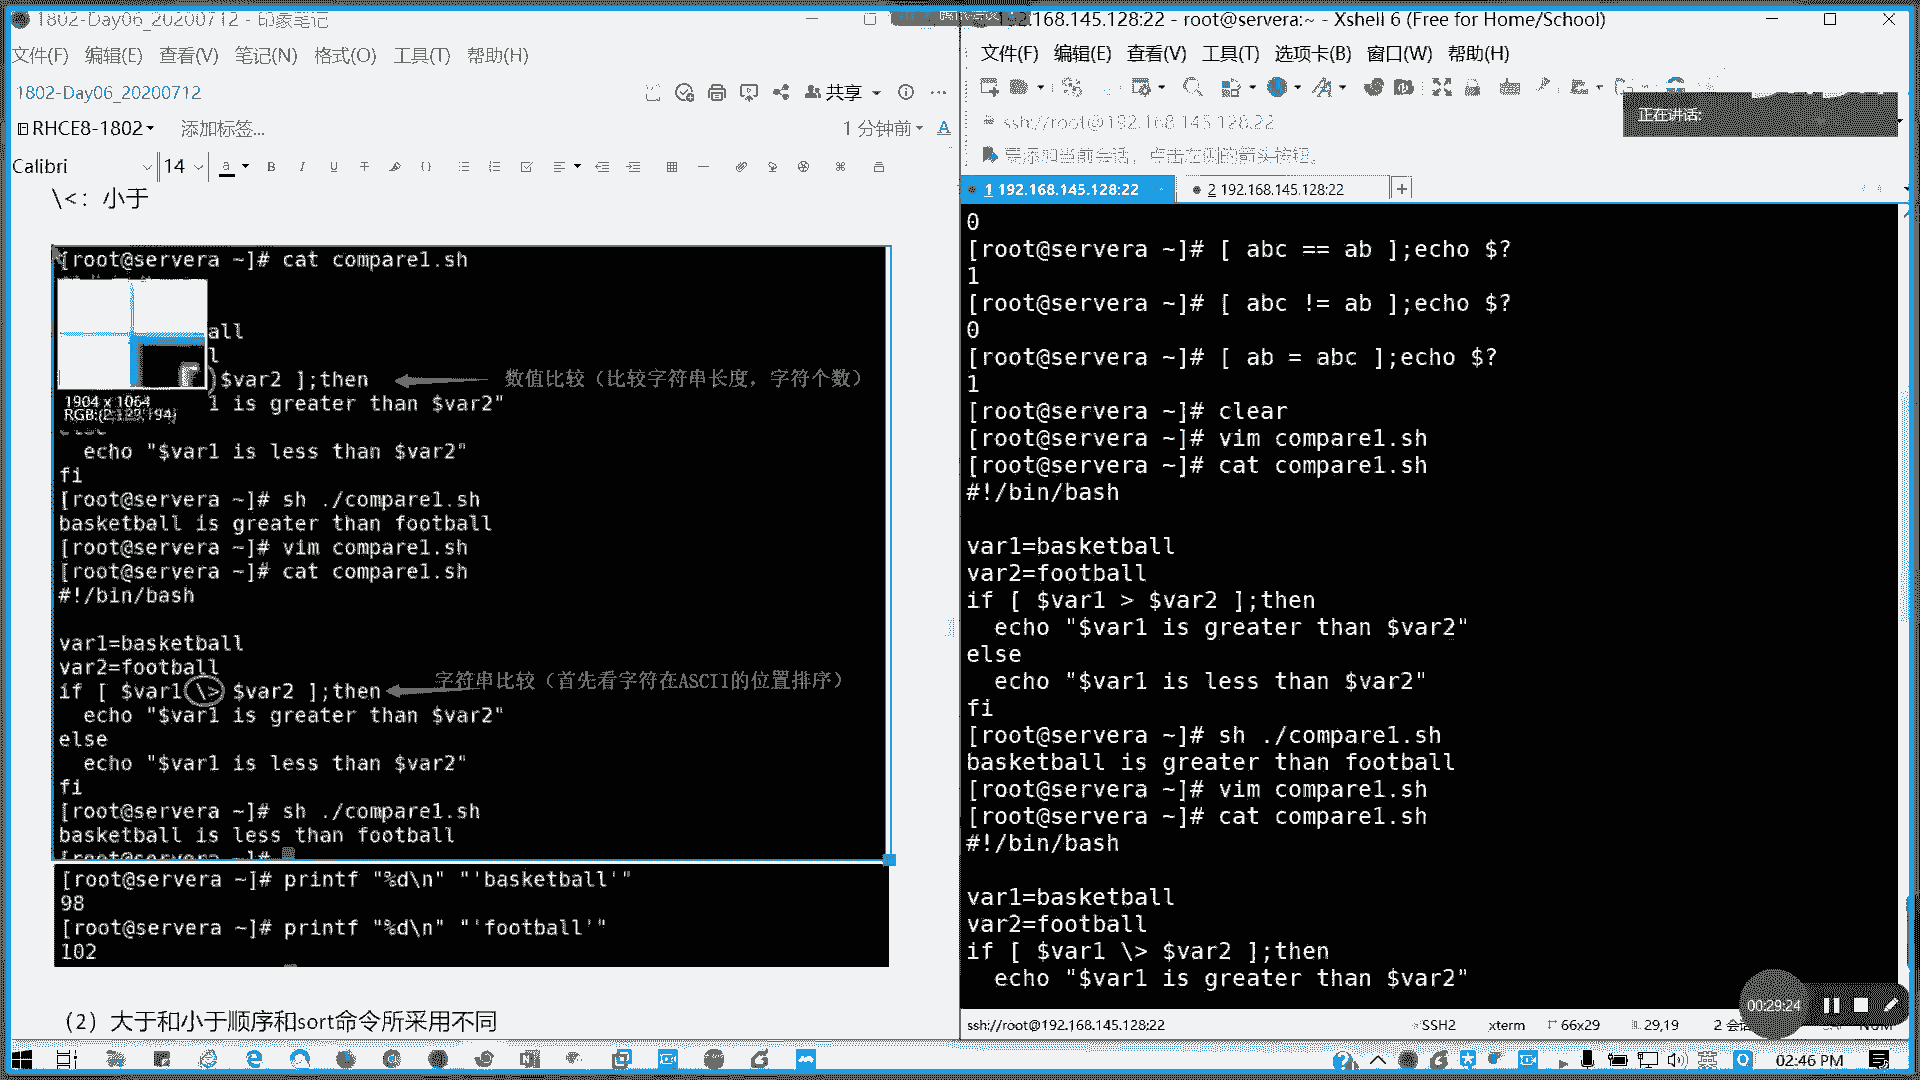 1802-Day06_20200712 - 印象笔记
文件(F) 编辑(E) 查看(V) 笔记(N) 格式(O) 工具(T) 帮助(H)
1802-Day06_20200712
共享
RHCE8-1802
添加标签...
1 分钟前
Calibri
14
\<：小于
[root@servera ~]# cat compare1.sh
all
l
$var2 ];then
数值比较（比较字符串长度，字符个数）
1 is greater than $var2"
1904 x 1064
else
echo "$var1 is less than $var2"
fi
[root@servera ~]# sh ./compare1.sh
basketball is greater than football
[root@servera ~]# vim compare1.sh
[root@servera ~]# cat compare1.sh
#!/bin/bash
var1=basketball
var2=football
if [ $var1 \> $var2 ];then
字符串比较（首先看字符在ASCII的位置排序）
echo "$var1 is greater than $var2"
else
echo "$var1 is less than $var2"
fi
[root@servera ~]# sh ./compare1.sh
basketball is less than football
[root@servera ~]#
[root@servera ~]# printf "%d\n" "'basketball'"
98
[root@servera ~]# printf "%d\n" "'football'"
102
（2）大于和小于顺序和sort命令所采用不同
192.168.145.128:22 - root@servera:~ - Xshell 6 (Free for Home/School)
文件(F) 编辑(E) 查看(V) 工具(T) 选项卡(B) 窗口(W) 帮助(H)
正在讲话:
ssh://root@192.168.145.128:22
要添加当前会话，点击左侧的箭头按钮。
1 192.168.145.128:22
2 192.168.145.128:22
0
[root@servera ~]# [ abc == ab ];echo $?
1
[root@servera ~]# [ abc != ab ];echo $?
0
[root@servera ~]# [ ab = abc ];echo $?
1
[root@servera ~]# clear
[root@servera ~]# vim compare1.sh
[root@servera ~]# cat compare1.sh
#!/bin/bash
var1=basketball
var2=football
if [ $var1 > $var2 ];then
echo "$var1 is greater than $var2"
else
echo "$var1 is less than $var2"
fi
[root@servera ~]# sh ./compare1.sh
basketball is greater than football
[root@servera ~]# vim compare1.sh
[root@servera ~]# cat compare1.sh
#!/bin/bash
var1=basketball
var2=football
if [ $var1 \> $var2 ];then
echo "$var1 is greater than $var2"
00:29:24
ssh://root@192.168.145.128:22
SSH2
xterm
66x29
29,19
2 会
NUM
02:46 PM